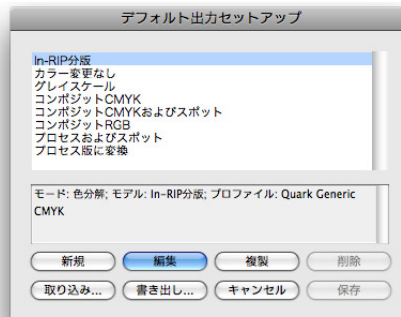 デフォルト出力セットアップ
In-RIP分版
カラー変更なし
グレイスケール
コンポジットCMYK
コンポジットCMYKおよびスポット
コンポジットRGB
プロセスおよびスポット
プロセス版に変換
モード: 色分解; モデル: In-RIP分版; プロファイル: Quark Generic
CMYK
新規 編集 複製 削除
取り込み... 書き出し... キャンセル 保存